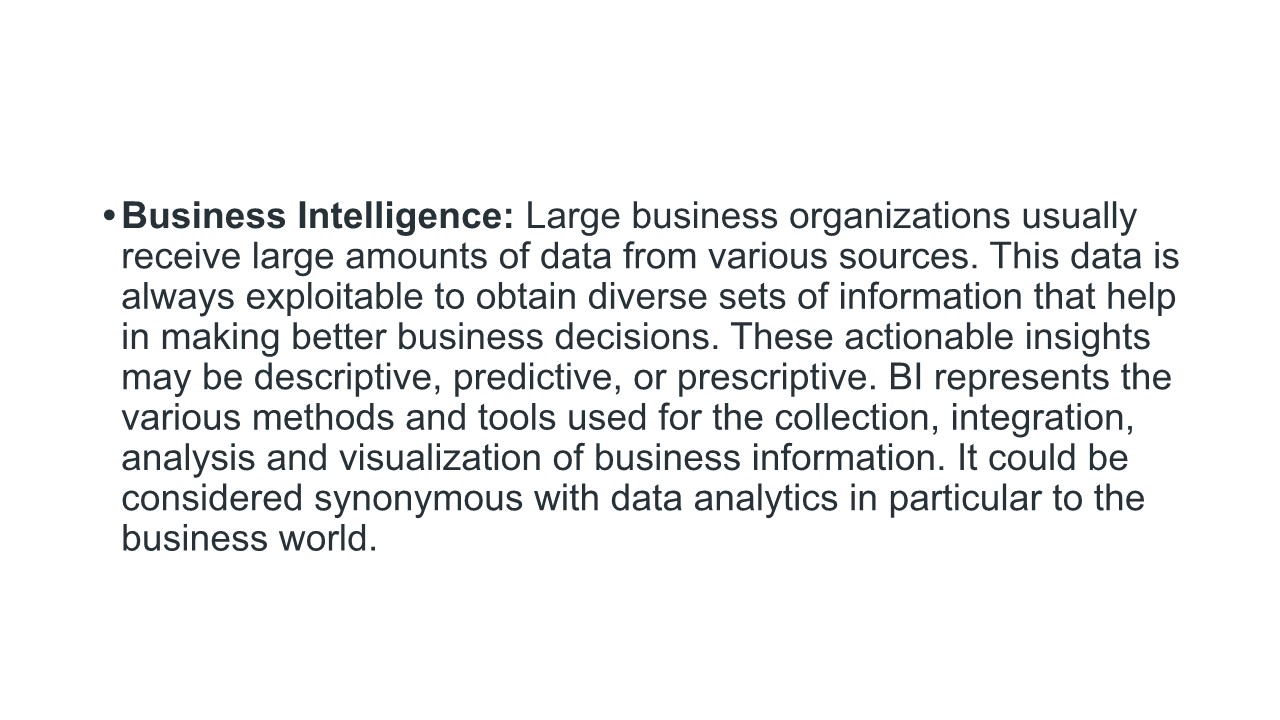 •Business Intelligence: Large business organizations usually
receive large amounts of data from various sources. This data is
always exploitable to obtain diverse sets of information that help
in making better business decisions. These actionable insights
may be descriptive, predictive, or prescriptive. BI represents the
various methods and tools used for the collection, integration,
analysis and visualization of business information. It could be
considered synonymous with data analytics in particular to the
business world.